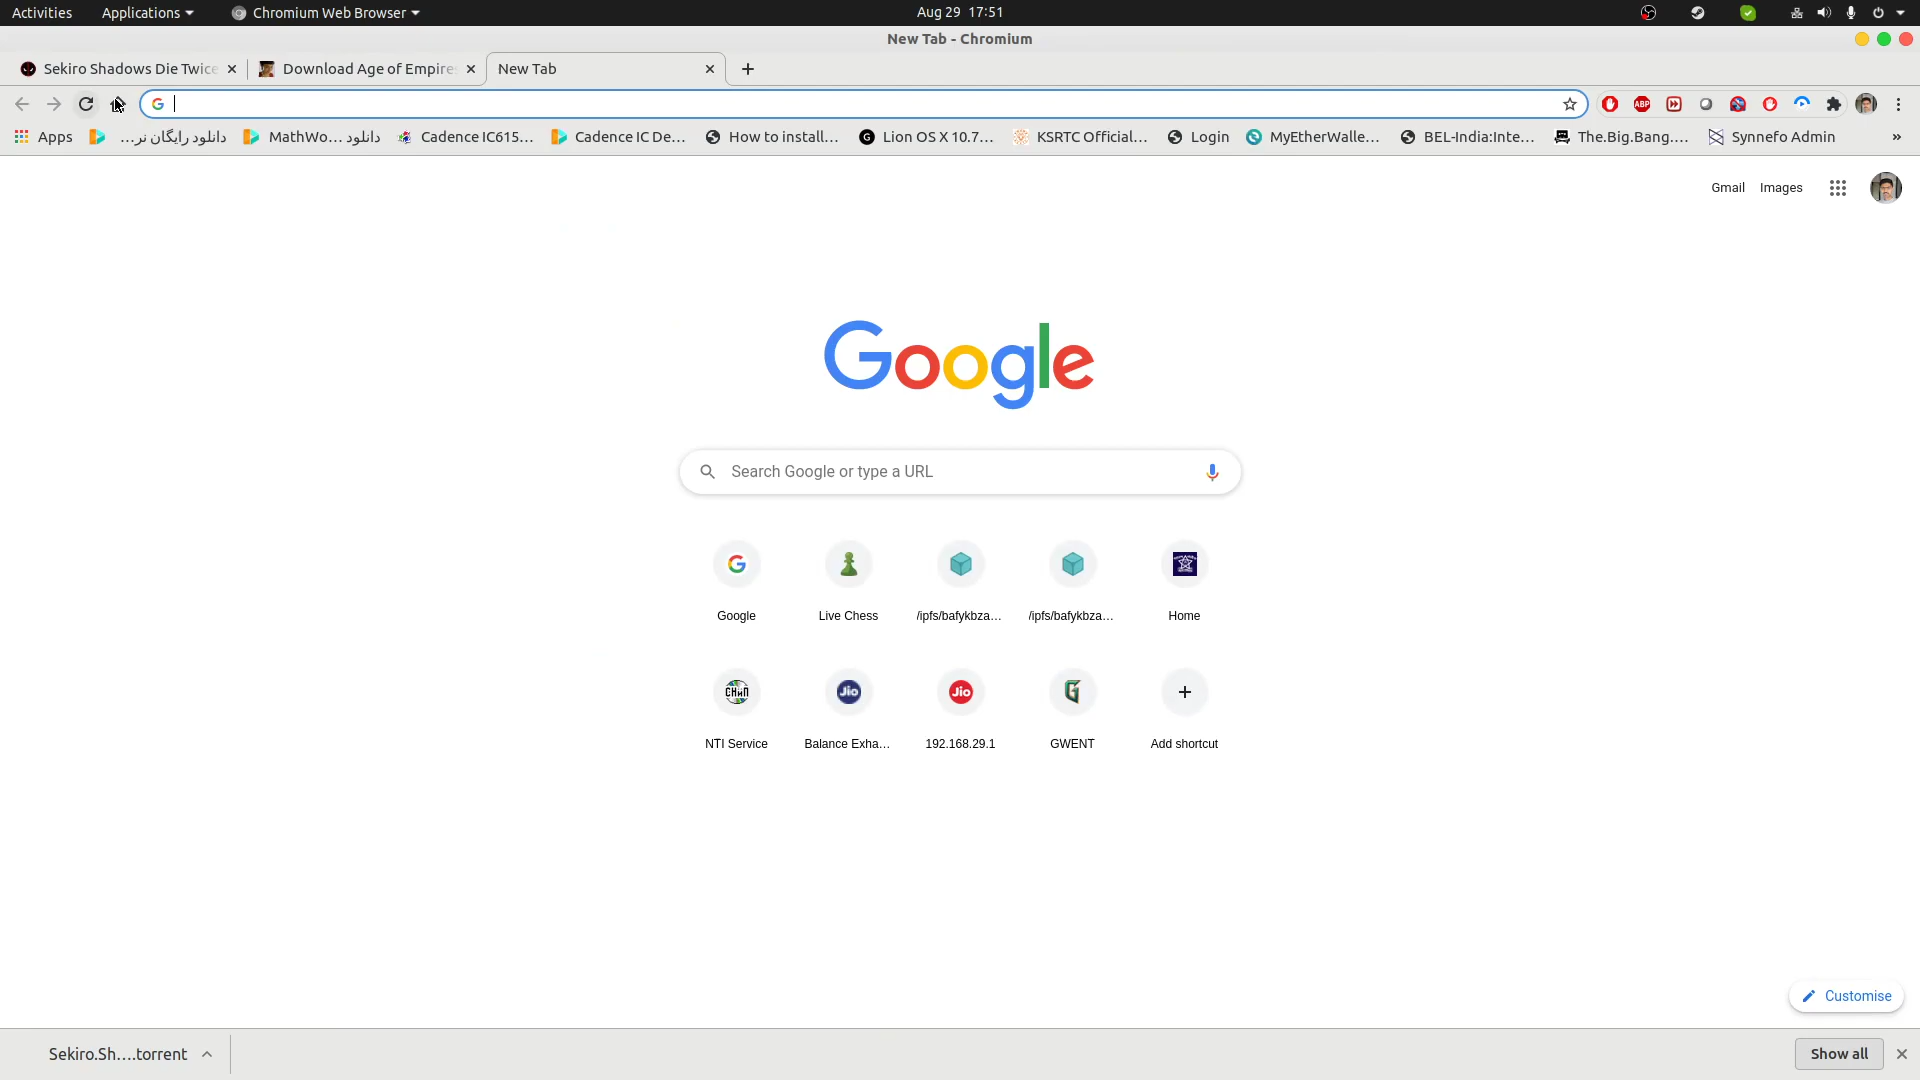 Activities Applications Chromium Web Browser Aug 29 17:51
New Tab - Chromium
Sekiro Shadows Die Twice Download Age of Empires New Tab
Apps دانلود رایگان نر... MathWo... دانلود Cadence IC615... Cadence IC De... How to install... Lion OS X 10.7... KSRTC Official... Login MyEtherWalle... BEL-India:Inte... The.Big.Bang.... Synnefo Admin »
Gmail Images
Google
Search Google or type a URL
Google Live Chess /ipfs/bafykbza... /ipfs/bafykbza... Home
NTI Service Balance Exha... 192.168.29.1 GWENT Add shortcut
Customise
Sekiro.Sh....torrent Show all